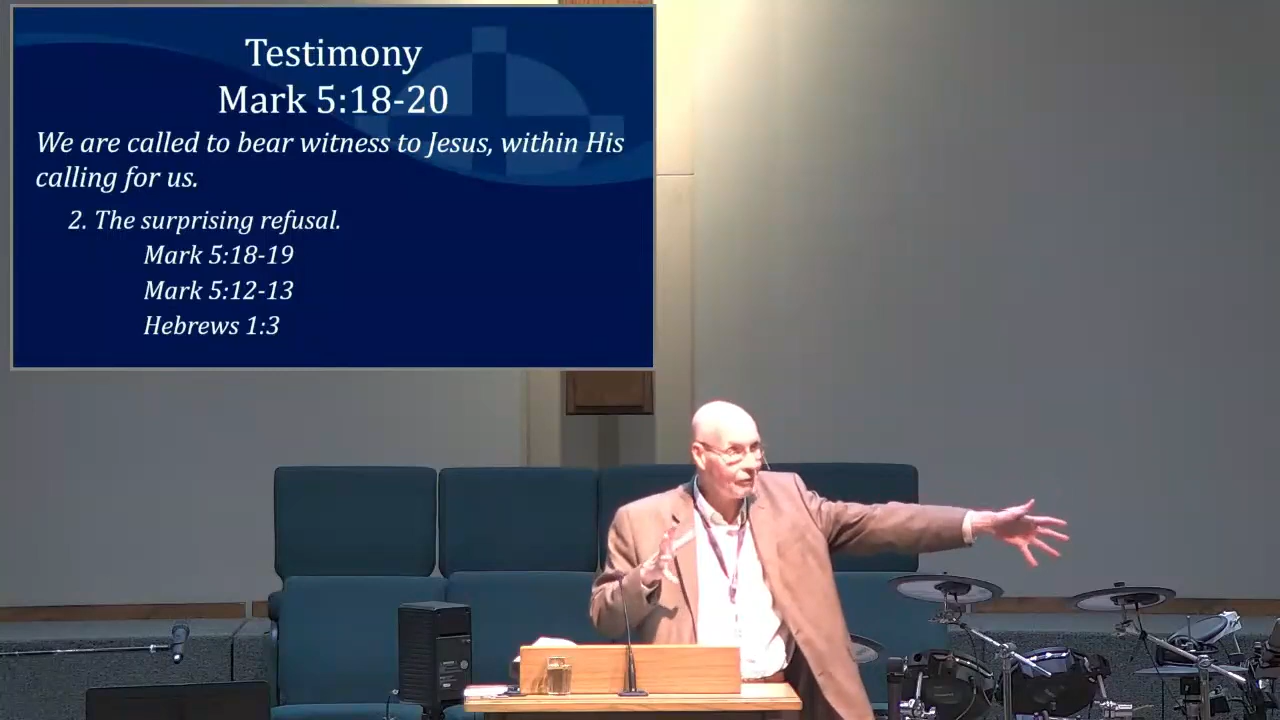 Testimony
Mark 5:18-20
We are called to bear witness to Jesus, within His
calling for us.
2. The surprising refusal.
Mark 5:18-19
Mark 5:12-13
Hebrews 1:3